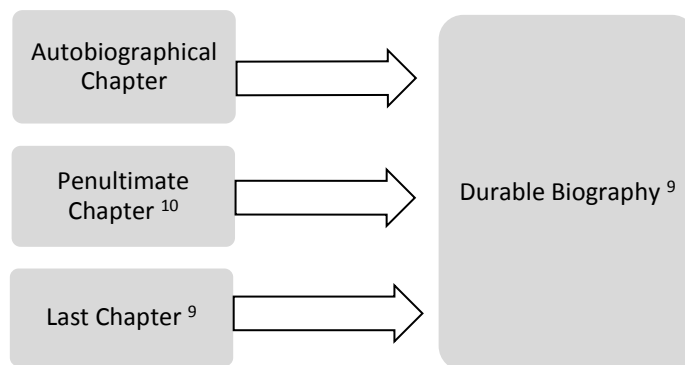 Autobiographical
Chapter
Penultimate
Chapter 10
Last Chapter 9
Durable Biography 9